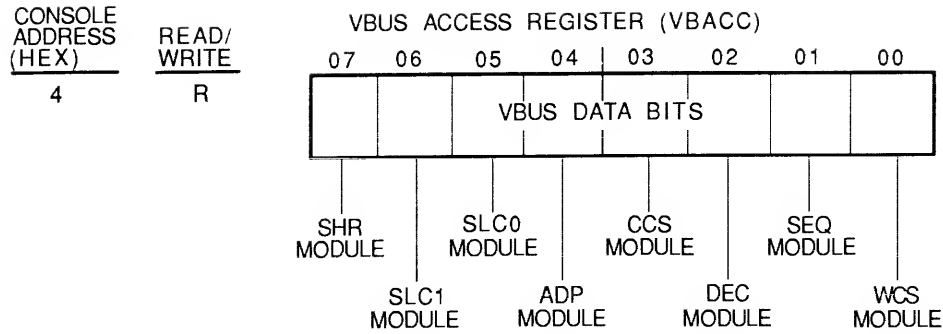 CONSOLE
ADDRESS
(HEX)
READ/
WRITE
VBUS ACCESS REGISTER (VBACC)
07 06 05 04 03 02 01 00
4 R
VBUS DATA BITS
SHR
MODULE
SLC0
MODULE
CCS
MODULE
SEQ
MODULE
SLC1
MODULE
ADP
MODULE
DEC
MODULE
WCS
MODULE